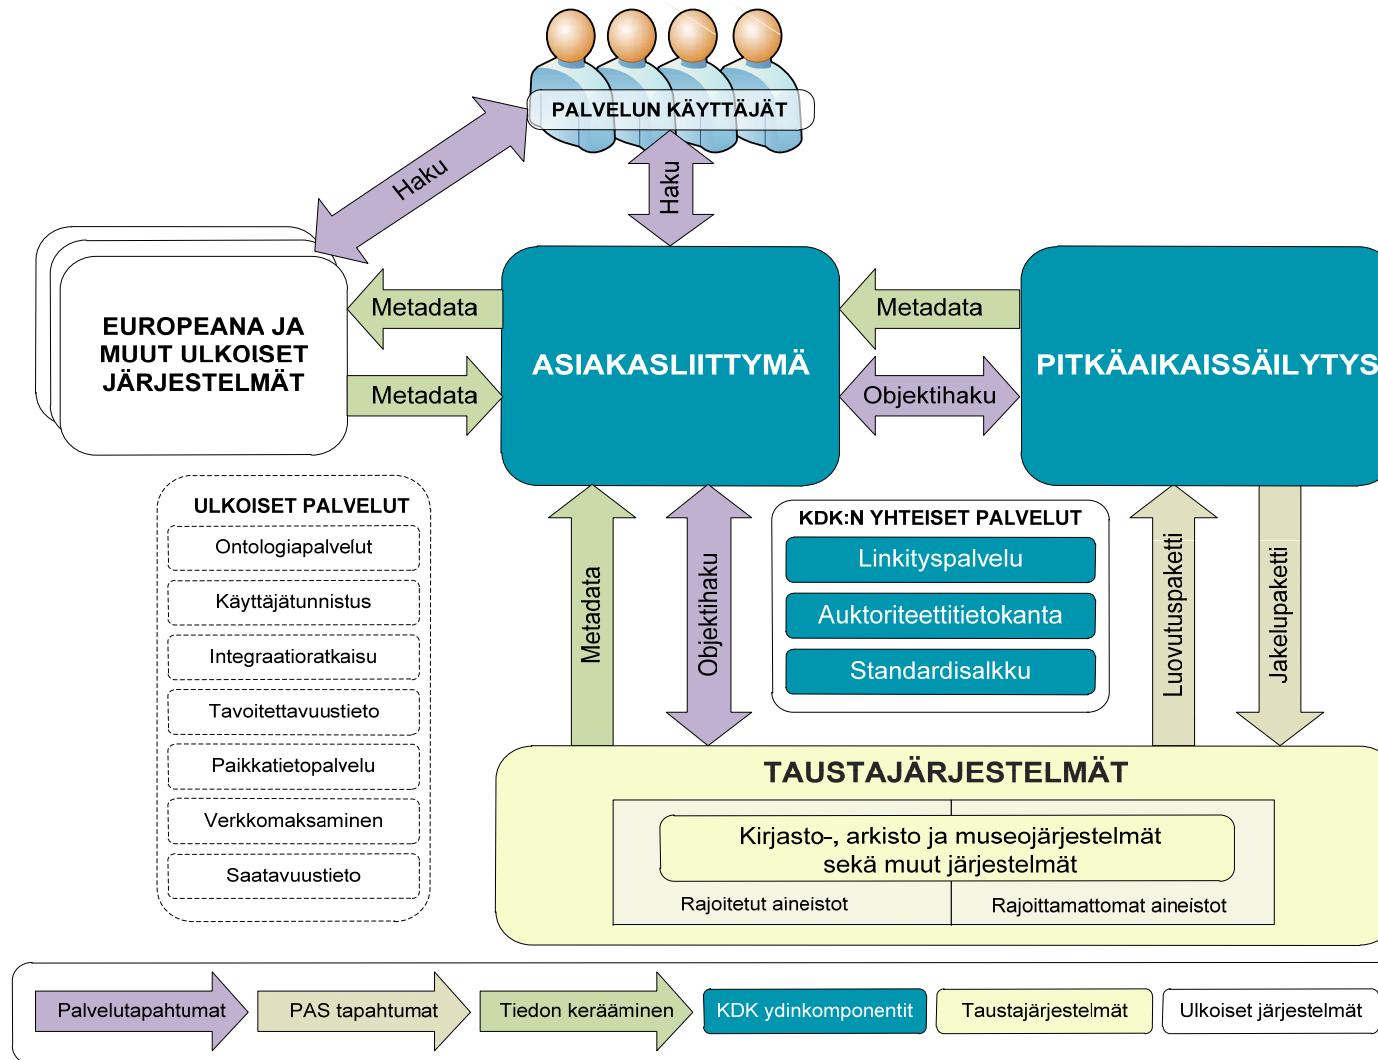 PALVELUN KÄYTTÄJÄT
Haku
Haku
EUROPEANA JA
MUUT ULKOISET
JÄRJESTELMÄT
Metadata
Metadata
ASIAKASLIITTYMÄ
Metadata
Objektihaku
PITKÄAIKAISSÄILYTYS
ULKOISET PALVELUT
Ontologiapalvelut
Käyttäjätunnistus
Integraatioratkaisu
Tavoitettavuustieto
Paikkatietopalvelu
Verkkomaksaminen
Saatavuustieto
Metadata
Objektihaku
KDK:N YHTEISET PALVELUT
Linkityspalvelu
Auktoriteettitietokanta
Standardisalkku
Luovutuspaketti
Jakelupaketti
TAUSTAJÄRJESTELMÄT
Kirjasto-, arkisto ja museojärjestelmät
sekä muut järjestelmät
Rajoitetut aineistot
Rajoittamattomat aineistot
Palvelutapahtumat
PAS tapahtumat
Tiedon kerääminen
KDK ydinkomponentit
Taustajärjestelmät
Ulkoiset järjestelmät